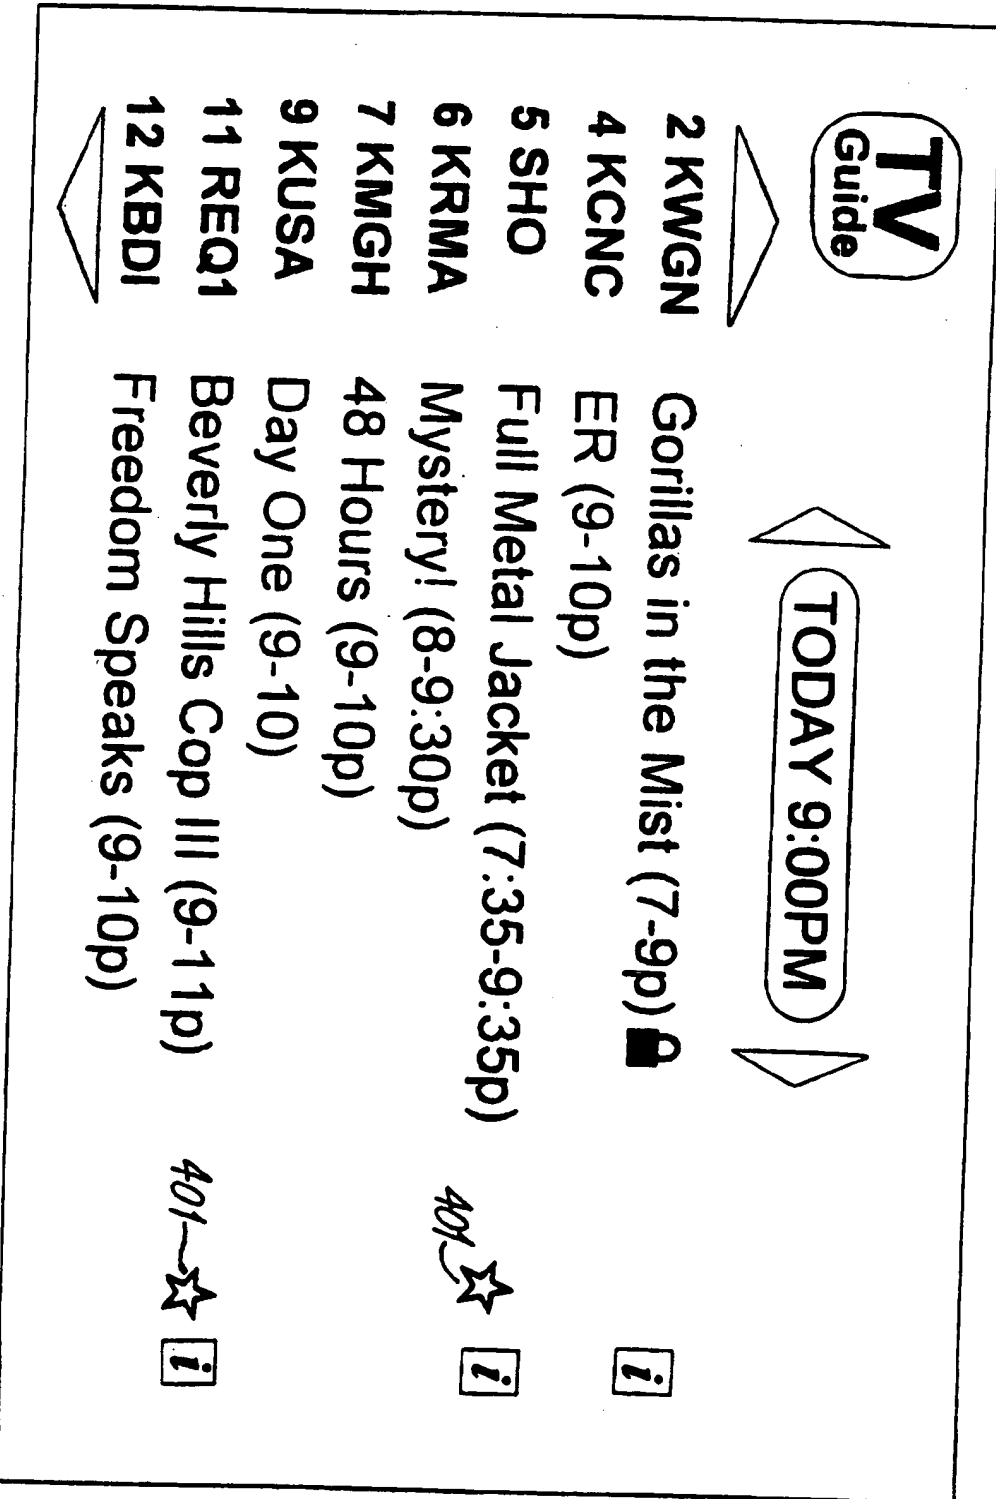 TV
Guide
TODAY 9:00PM
2 KWGN Gorillas in the Mist (7-9p) i
4 KCNC ER (9-10p)
5 SHO Full Metal Jacket (7:35-9:35p) 401 i
6 KRMA Mystery! (8-9:30p)
7 KMGH 48 Hours (9-10p)
9 KUSA Day One (9-10)
11 REQ1 Beverly Hills Cop III (9-11p) 401 i
12 KBDI Freedom Speaks (9-10p)